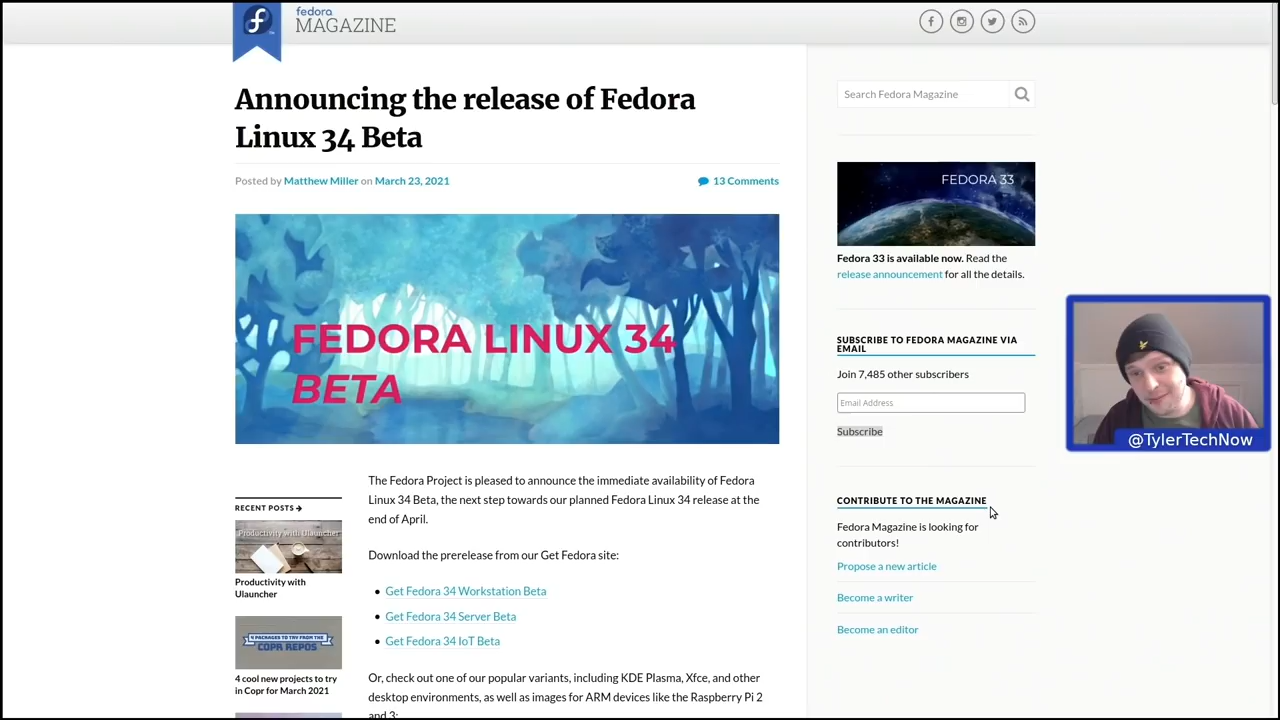 fedora
MAGAZINE
Announcing the release of Fedora
Linux 34 Beta
Posted by Matthew Miller on March 23, 2021
13 Comments
FEDORA LINUX 34
BETA
RECENT POSTS
Productivity with Ulauncher
Productivity with
Ulauncher
4 PACKAGES TO TRY FROM THE
COPR REPOS
4 cool new projects to try
in Copr for March 2021
The Fedora Project is pleased to announce the immediate availability of Fedora
Linux 34 Beta, the next step towards our planned Fedora Linux 34 release at the
end of April.
Download the prerelease from our Get Fedora site:
Get Fedora 34 Workstation Beta
Get Fedora 34 Server Beta
Get Fedora 34 IoT Beta
Or, check out one of our popular variants, including KDE Plasma, Xfce, and other
desktop environments, as well as images for ARM devices like the Raspberry Pi 2
and 3:
Search Fedora Magazine
FEDORA 33
Fedora 33 is available now. Read the
release announcement for all the details.
SUBSCRIBE TO FEDORA MAGAZINE VIA
EMAIL
Join 7,485 other subscribers
Email Address
Subscribe
CONTRIBUTE TO THE MAGAZINE
Fedora Magazine is looking for
contributors!
Propose a new article
Become a writer
Become an editor
@TylerTechNow